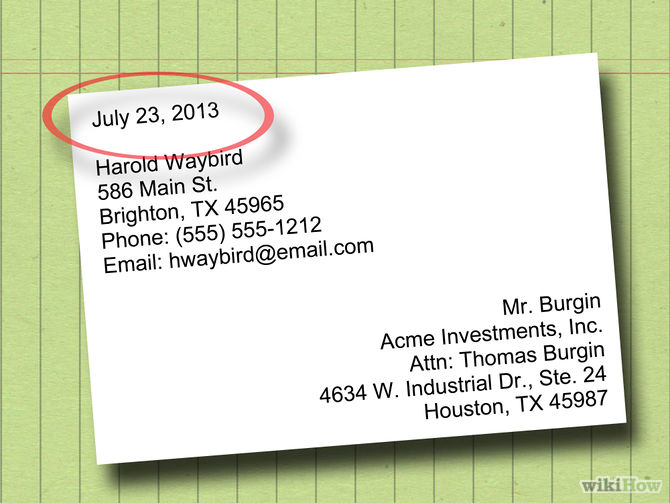 July 23, 2013
Harold Waybird
586 Main St.
Brighton, TX 45965
Phone: (555) 555-1212
Email: hwaybird@email.com
Mr. Burgin
Acme Investments, Inc.
Attn: Thomas Burgin
4634 W. Industrial Dr., Ste. 24
Houston, TX 45987
wikiHow